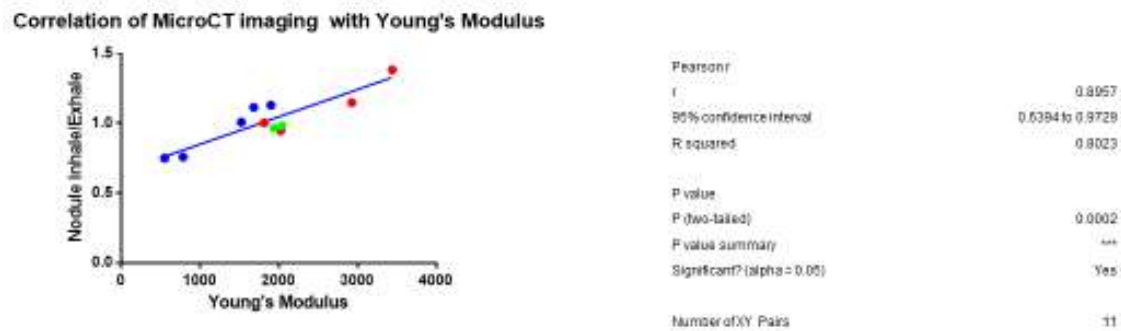 Correlation of MicroCT imaging with Young's Modulus
1.5
1.0
0.5
0.0
Nodule Inhale/Exhale
0 1000 2000 3000 4000
Young's Modulus
Pearson r
r 0.8957
95% confidence interval 0.6394 to 0.9729
R squared 0.8023
P value
P (two-tailed) 0.0002
P value summary ***
Significant? (alpha = 0.05) Yes
Number of XY Pairs 11